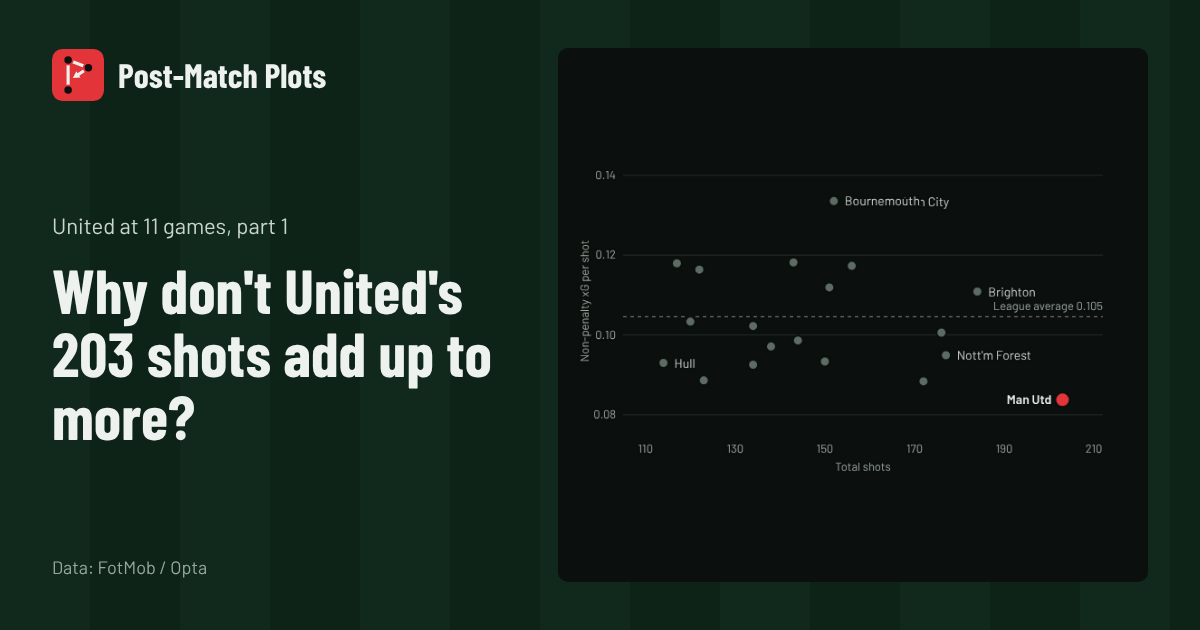 Post-Match Plots
United at 11 games, part 1
Why don't United's
203 shots add up to
more?
Data: FotMob / Opta
Non-penalty xG per shot
0.14
0.12
0.10
0.08
Bournemouth
City
Brighton
League average 0.105
Hull
Nott'm Forest
Man Utd
110 130 150 170 190 210
Total shots